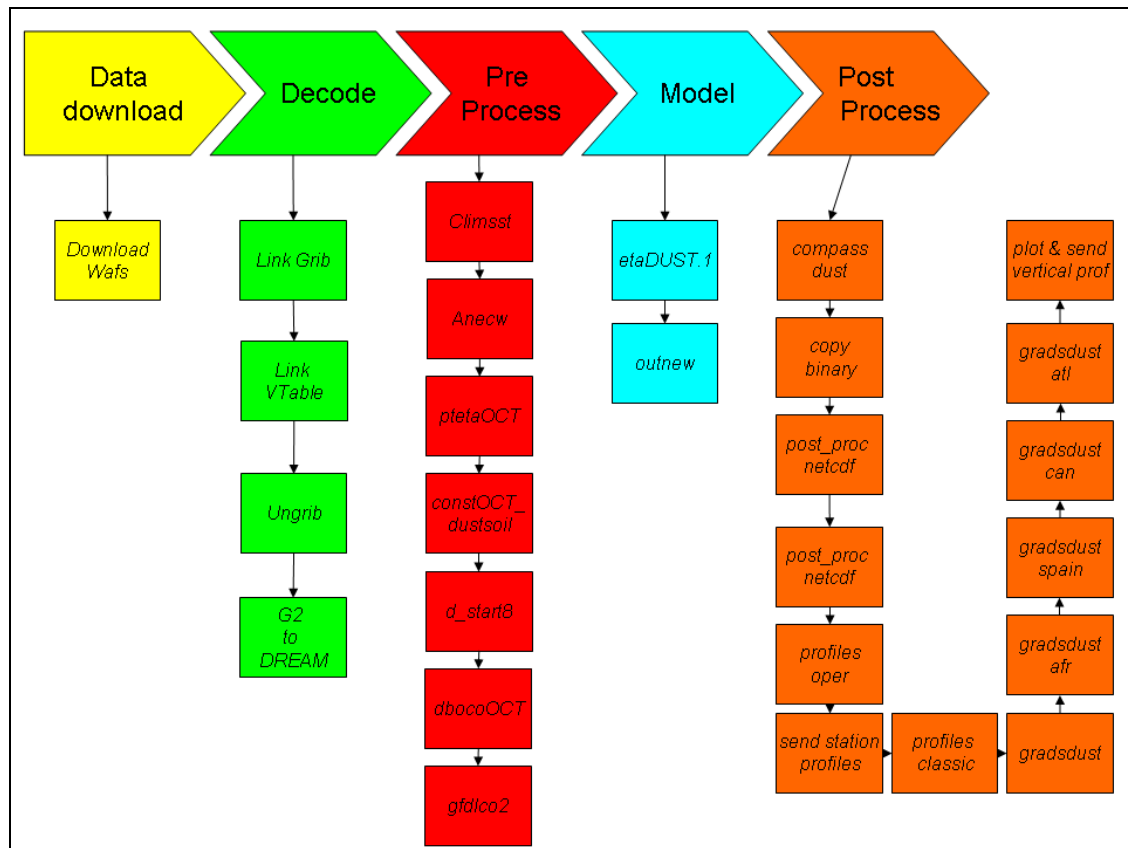 Data
download
Decode
Pre
Process
Model
Post
Process
Download
Wafs
Link Grib
Link
VTable
Ungrib
G2
to
DREAM
Climsst
Anecw
ptetaOCT
constOCT_
dustsoil
d_start8
dbocoOCT
gfdlco2
etaDUST.1
outnew
compass
dust
copy
binary
post_proc
netcdf
post_proc
netcdf
profiles
oper
send station
profiles
profiles
classic
gradsdust
gradsdust
afr
gradsdust
spain
gradsdust
can
gradsdust
atl
plot & send
vertical prof